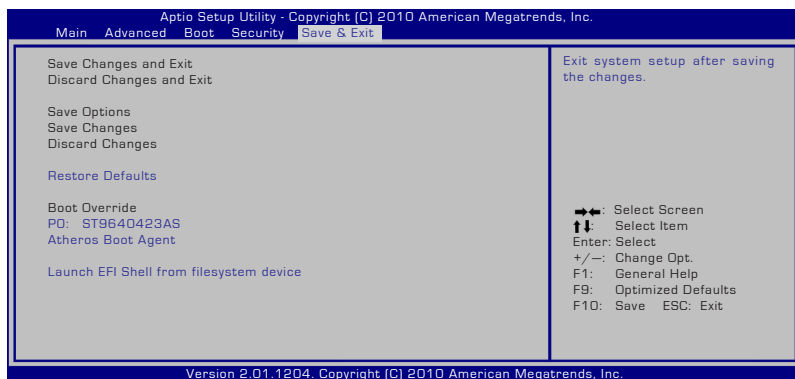 Aptio Setup Utility - Copyright (C) 2010 American Megatrends, Inc.
Main Advanced Boot Security Save & Exit
Save Changes and Exit
Discard Changes and Exit
Save Options
Save Changes
Discard Changes
Restore Defaults
Boot Override
P0: ST9640423AS
Atheros Boot Agent
Launch EFI Shell from filesystem device
Exit system setup after saving
the changes.
→←: Select Screen
↑↓: Select Item
Enter: Select
+/—: Change Opt.
F1: General Help
F9: Optimized Defaults
F10: Save ESC: Exit
Version 2.01.1204. Copyright (C) 2010 American Megatrends, Inc.